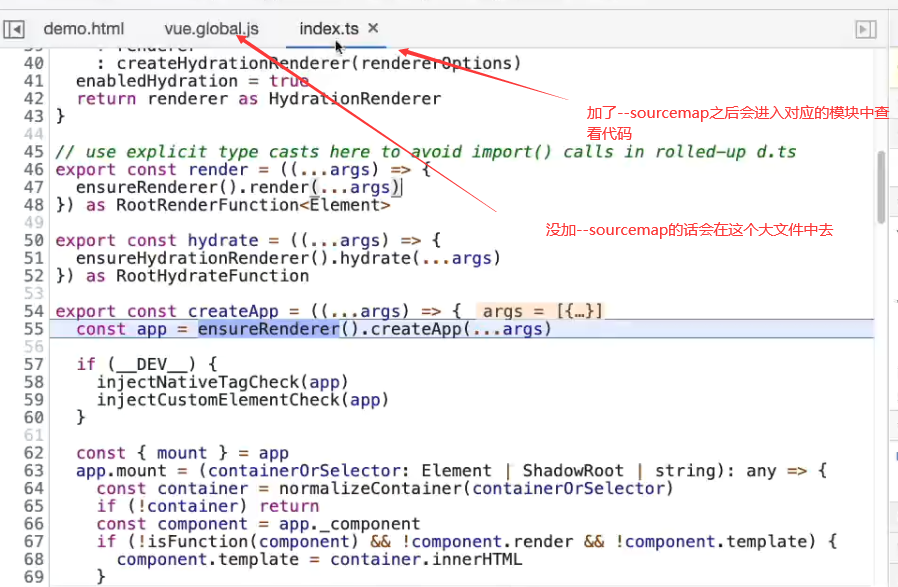 demo.html vue.global.js index.ts ×
39 : renderer
40 : createHydrationRenderer(rendererOptions)
41 enabledHydration = true
42 return renderer as HydrationRenderer
43 }
44
45 // use explicit type casts here to avoid import() calls in rolled-up d.ts
46 export const render = ((...args) => {
47 ensureRenderer().render(...args)
48 }) as RootRenderFunction<Element>
49
50 export const hydrate = ((...args) => {
51 ensureHydrationRenderer().hydrate(...args)
52 }) as RootHydrateFunction
53
54 export const createApp = ((...args) => { args = [{…}]
55 const app = ensureRenderer().createApp(...args)
56
57 if (__DEV__) {
58 injectNativeTagCheck(app)
59 injectCustomElementCheck(app)
60 }
61
62 const { mount } = app
63 app.mount = (containerOrSelector: Element | ShadowRoot | string): any => {
64 const container = normalizeContainer(containerOrSelector)
65 if (!container) return
66 const component = app._component
67 if (!isFunction(component) && !component.render && !component.template) {
68 component.template = container.innerHTML
69 }
加了--sourcemap之后会进入对应的模块中查
看代码
没加--sourcemap的话会在这个大文件中去